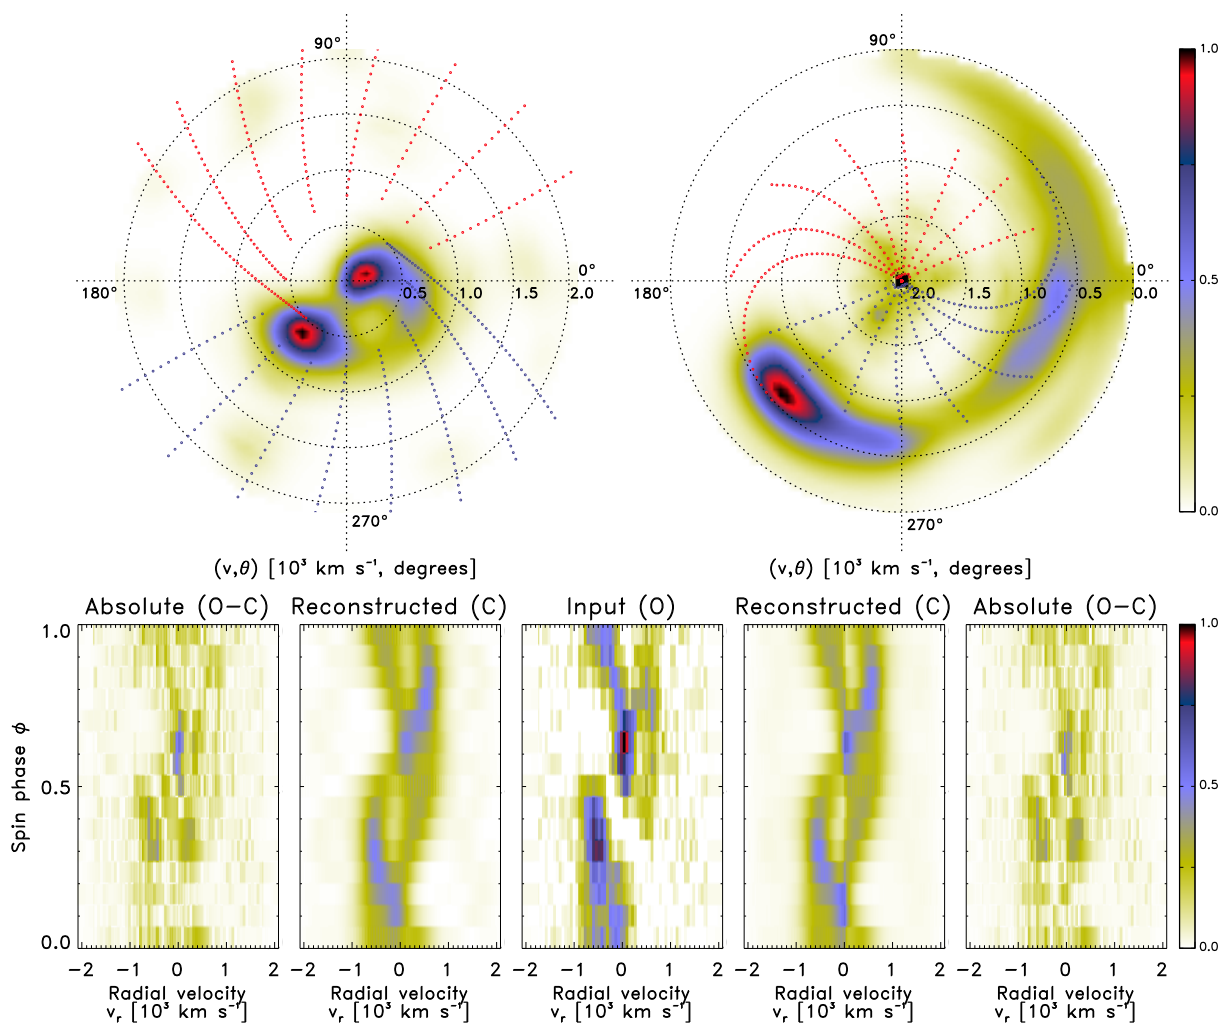 90° 90° 1.0
180° 0.5 1.0 1.5 2.0 0° 180° 2.0 1.5 1.0 0.5 0.0 0° 0.5
270° 270° 0.0
(v,θ) [10³ km s⁻¹, degrees] (v,θ) [10³ km s⁻¹, degrees]
Absolute (O−C) Reconstructed (C) Input (O) Reconstructed (C) Absolute (O−C)
1.0 1.0
Spin phase ϕ 0.5 0.5
0.0 0.0
−2 −1 0 1 2 −2 −1 0 1 2 −2 −1 0 1 2 −2 −1 0 1 2 −2 −1 0 1 2
Radial velocity Radial velocity Radial velocity Radial velocity Radial velocity
vᵣ [10³ km s⁻¹] vᵣ [10³ km s⁻¹] vᵣ [10³ km s⁻¹] vᵣ [10³ km s⁻¹] vᵣ [10³ km s⁻¹]